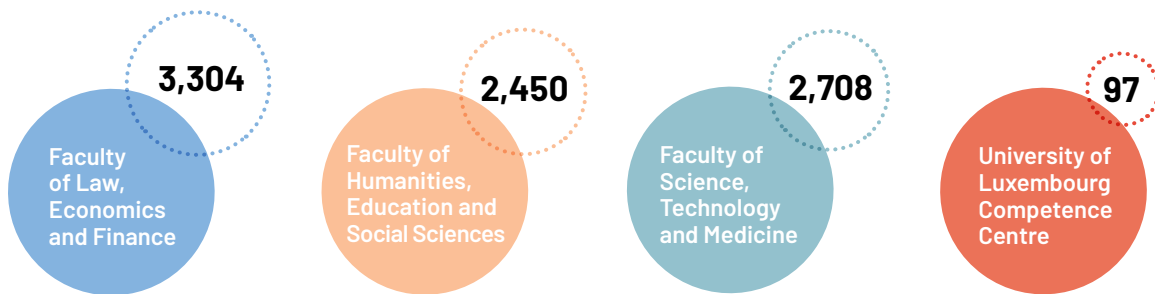 3,304
Faculty
of Law,
Economics
and Finance
2,450
Faculty of
Humanities,
Education and
Social Sciences
2,708
Faculty of
Science,
Technology
and Medicine
97
University of
Luxembourg
Competence
Centre